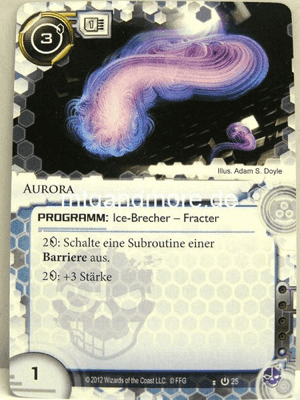 3
Illus. Adam S. Doyle
AURORA
PROGRAMM: Ice-Brecher – Fracter
2: Schalte eine Subroutine einer
Barriere aus.
2: +3 Stärke
1
© 2012 Wizards of the Coast LLC. © FFG
25